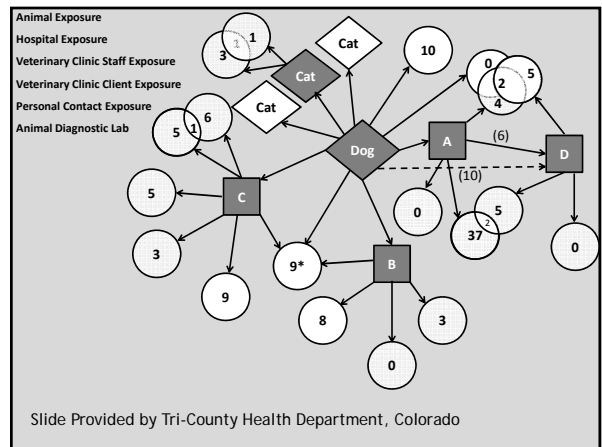 Animal Exposure
Hospital Exposure
Veterinary Clinic Staff Exposure
Veterinary Clinic Client Exposure
Personal Contact Exposure
Animal Diagnostic Lab
3
1
1
Cat
Cat
Cat
10
0
2
5
4
5
1
6
Dog
A
(6)
D
(10)
5
C
0
5
37
2
0
3
9*
B
9
8
3
0
Slide Provided by Tri-County Health Department, Colorado